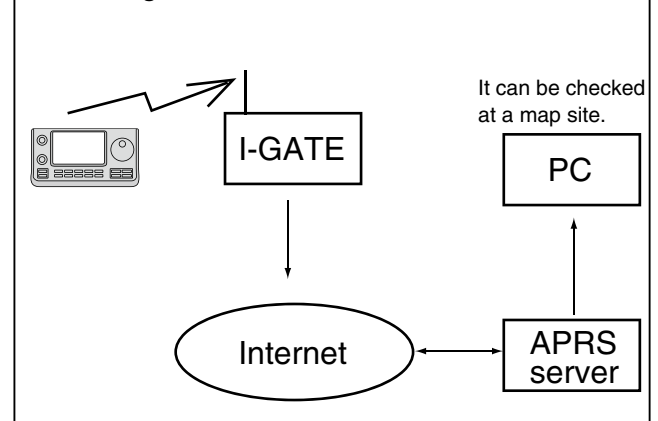 It can be checked
at a map site.
I-GATE
PC
Internet
APRS
server